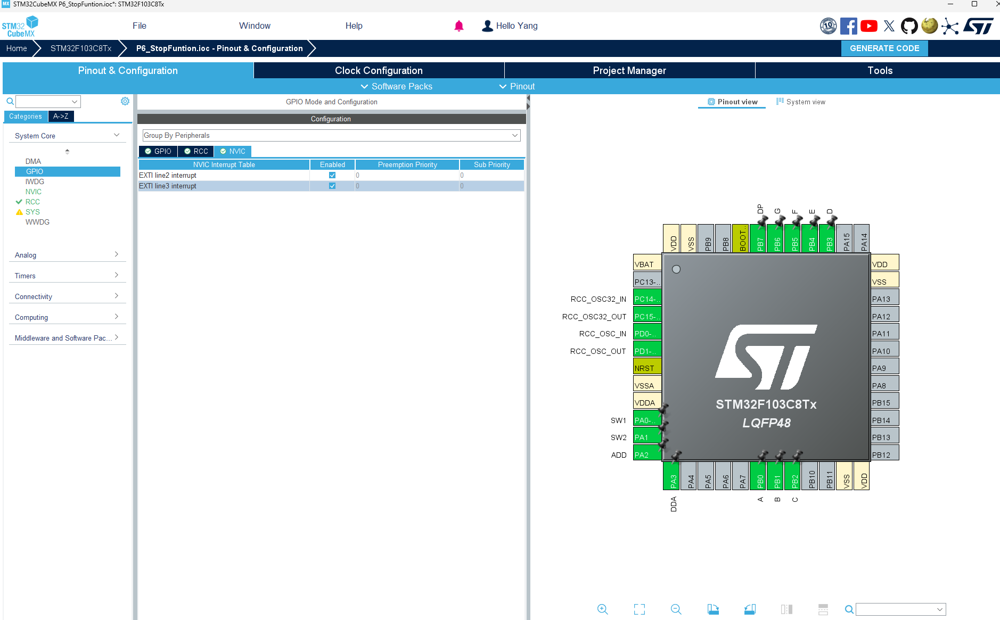 MX STM32CubeMX P6_StopFuntion.ioc*: STM32F103C8Tx
STM32
CubeMX
File
Window
Help
Hello Yang
10
Home
STM32F103C8Tx
P6_StopFuntion.ioc - Pinout & Configuration
GENERATE CODE
Pinout & Configuration
Clock Configuration
Project Manager
Tools
Software Packs
Pinout
Categories
A->Z
System Core
DMA
GPIO
IWDG
NVIC
RCC
SYS
WWDG
Analog
Timers
Connectivity
Computing
Middleware and Software Pac...
GPIO Mode and Configuration
Configuration
Group By Peripherals
GPIO
RCC
NVIC
NVIC Interrupt Table Enabled Preemption Priority Sub Priority
EXTI line2 interrupt 0 0
EXTI line3 interrupt 0 0
Pinout view
System view
DP G F E D
VDD VSS PB9 PB8 BOOT... PB7 PB6 PB5 PB4 PB3 PA15 PA14
VBAT
PC13-..
RCC_OSC32_IN PC14-..
RCC_OSC32_OUT PC15-..
RCC_OSC_IN PD0-..
RCC_OSC_OUT PD1-..
NRST
VSSA
VDDA
SW1 PA0-..
SW2 PA1
ADD PA2
VDD
VSS
PA13
PA12
PA11
PA10
PA9
PA8
PB15
PB14
PB13
PB12
ST
STM32F103C8Tx
LQFP48
PA3 PA4 PA5 PA6 PA7 PB0 PB1 PB2 PB10 PB11 VSS VDD
DDA A B C